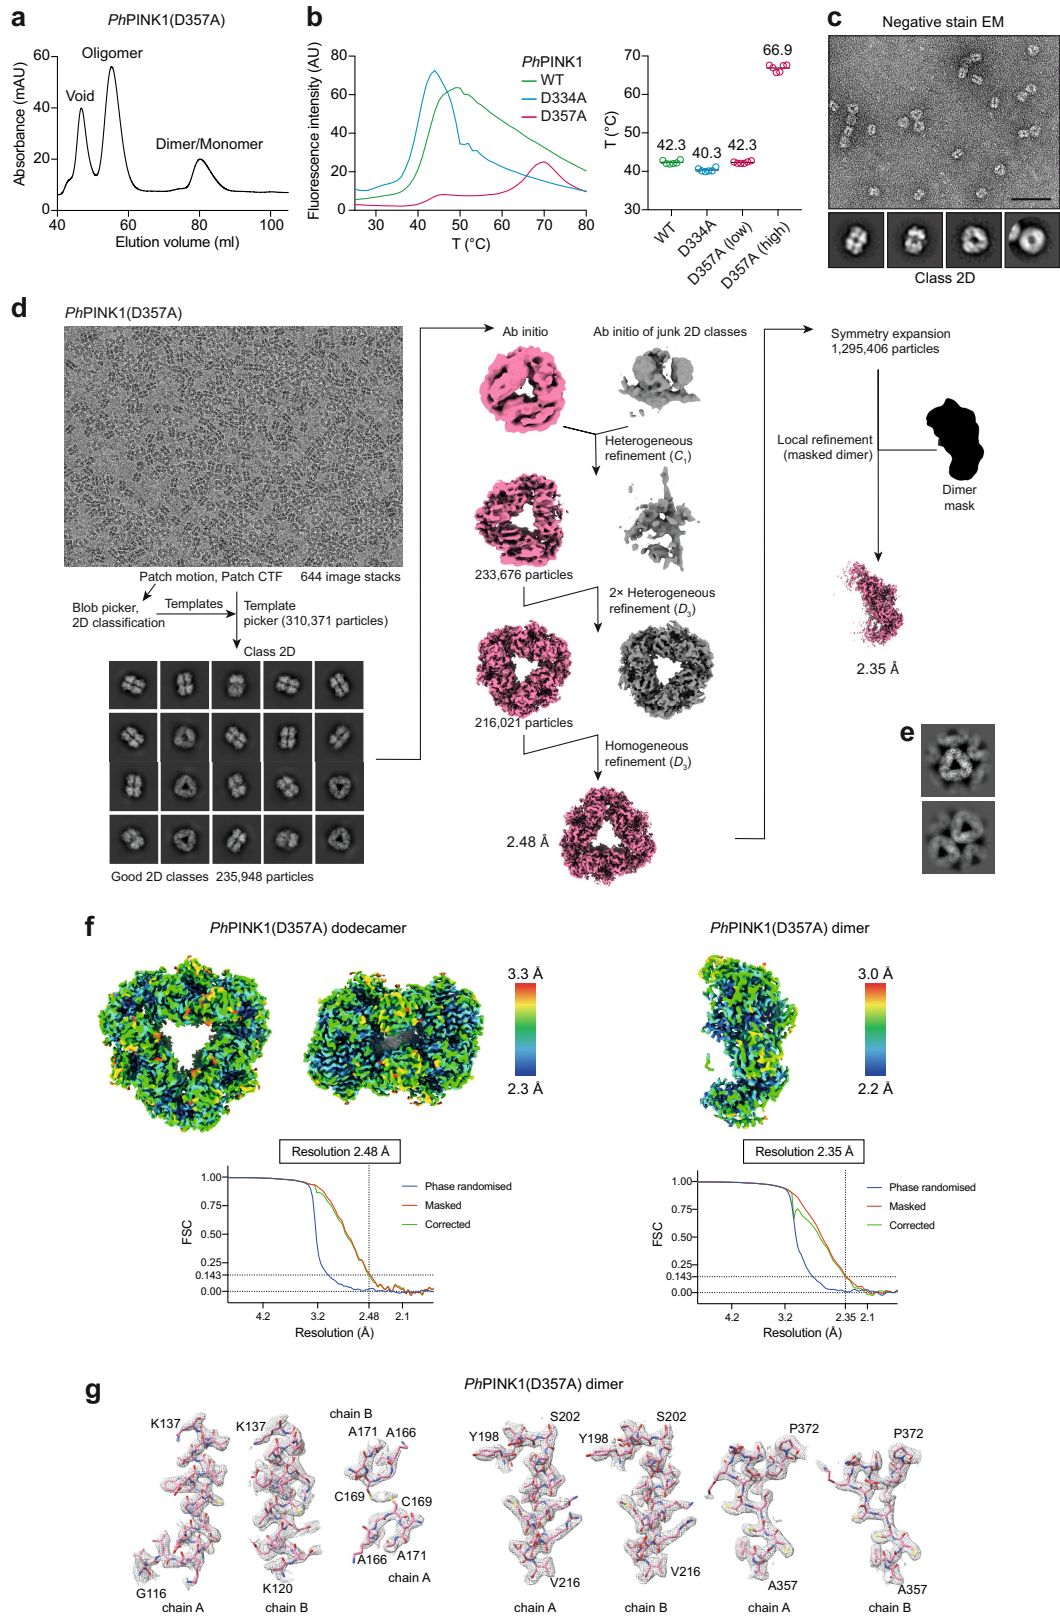 a
PhPINK1(D357A)
Absorbance (mAU)
60
40
20
0
Void
Oligomer
Dimer/Monomer
40
60
80
100
Elution volume (ml)
b
Fluorescence intensity (AU)
80
60
40
20
0
PhPINK1
WT
D334A
D357A
30
40
50
60
70
80
T (°C)
T (°C)
70
60
50
40
30
42.3
40.3
42.3
66.9
WT
D334A
D357A (low)
D357A (high)
c
Negative stain EM
Class 2D
d
PhPINK1(D357A)
Patch motion, Patch CTF
644 image stacks
Blob picker,
2D classification
Templates
Template
picker (310,371 particles)
Class 2D
Good 2D classes 235,948 particles
Ab initio
Ab initio of junk 2D classes
Heterogeneous
refinement (C1)
233,676 particles
2× Heterogeneous
refinement (D3)
216,021 particles
Homogeneous
refinement (D3)
2.48 Å
Symmetry expansion
1,295,406 particles
Local refinement
(masked dimer)
Dimer
mask
2.35 Å
e
f
PhPINK1(D357A) dodecamer
3.3 Å
2.3 Å
Resolution 2.48 Å
FSC
1.00
0.75
0.50
0.25
0.143
0.00
Phase randomised
Masked
Corrected
4.2
3.2
2.48
2.1
Resolution (Å)
PhPINK1(D357A) dimer
3.0 Å
2.2 Å
Resolution 2.35 Å
FSC
1.00
0.75
0.50
0.25
0.143
0.00
Phase randomised
Masked
Corrected
4.2
3.2
2.35
2.1
Resolution (Å)
g
PhPINK1(D357A) dimer
K137
G116
chain A
K137
K120
chain B
chain B
A171
A166
C169
C169
A166
A171
chain A
S202
Y198
V216
chain A
S202
Y198
V216
chain B
P372
A357
chain A
P372
A357
chain B